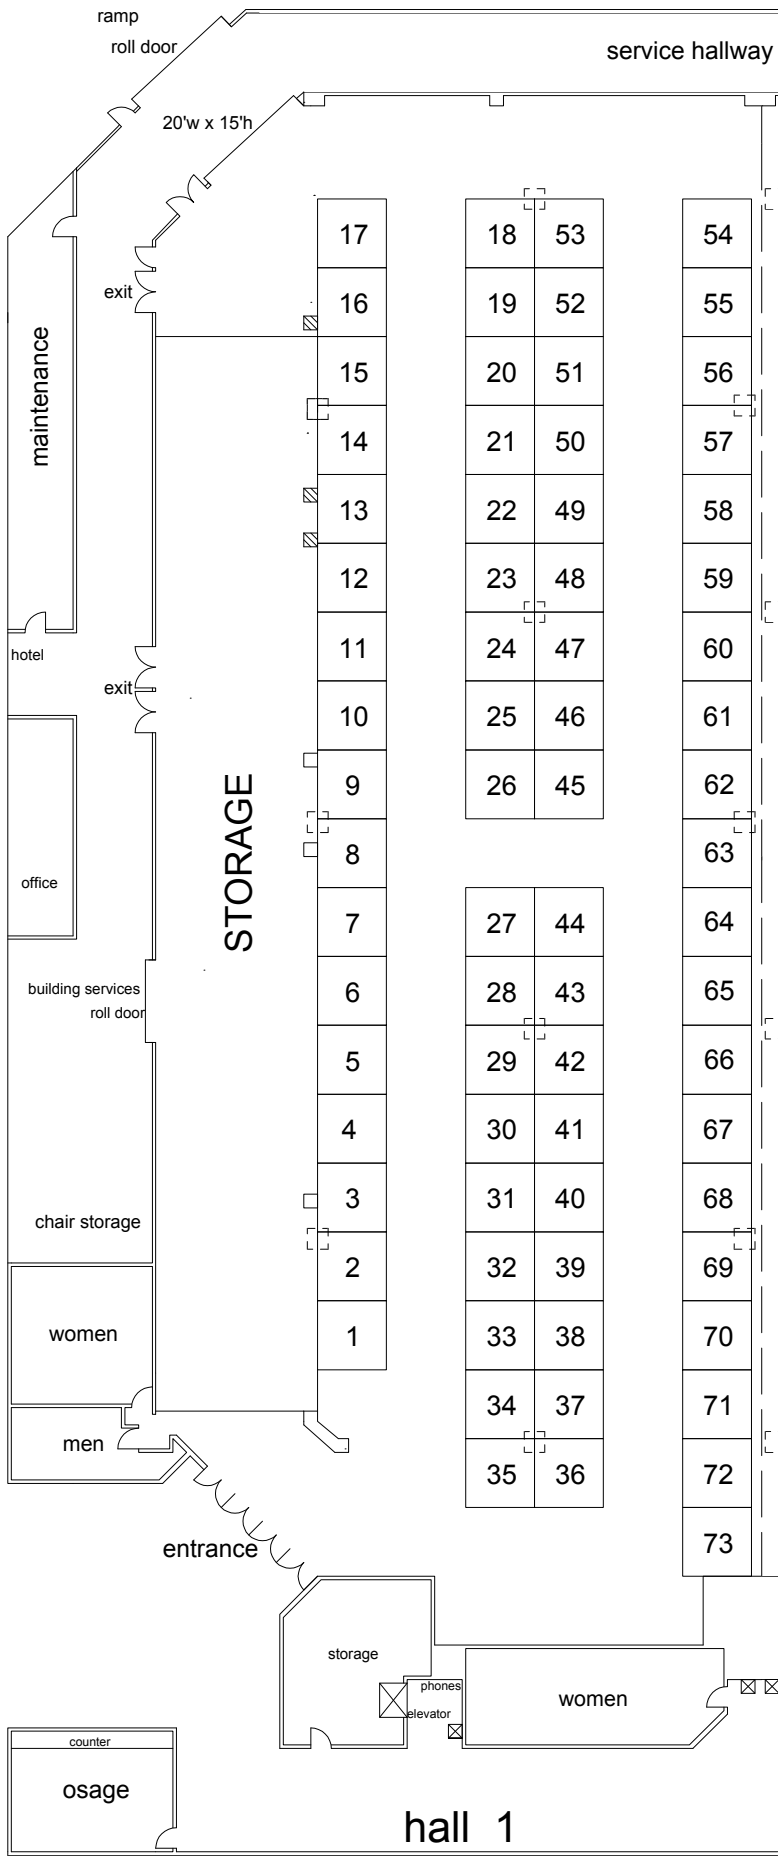 ramp
roll door
service hallway
20'w x 15'h
17 18 53 54
exit
16 19 52 55
maintenance
15 20 51 56
14 21 50 57
13 22 49 58
12 23 48 59
hotel
11 24 47 60
exit
10 25 46 61
9 26 45 62
STORAGE
8 63
office
7 27 44 64
building services
roll door
6 28 43 65
5 29 42 66
4 30 41 67
3 31 40 68
chair storage
2 32 39 69
women
1 33 38 70
34 37 71
men
35 36 72
entrance
73
storage
phones
women
elevator
counter
osage
hall 1